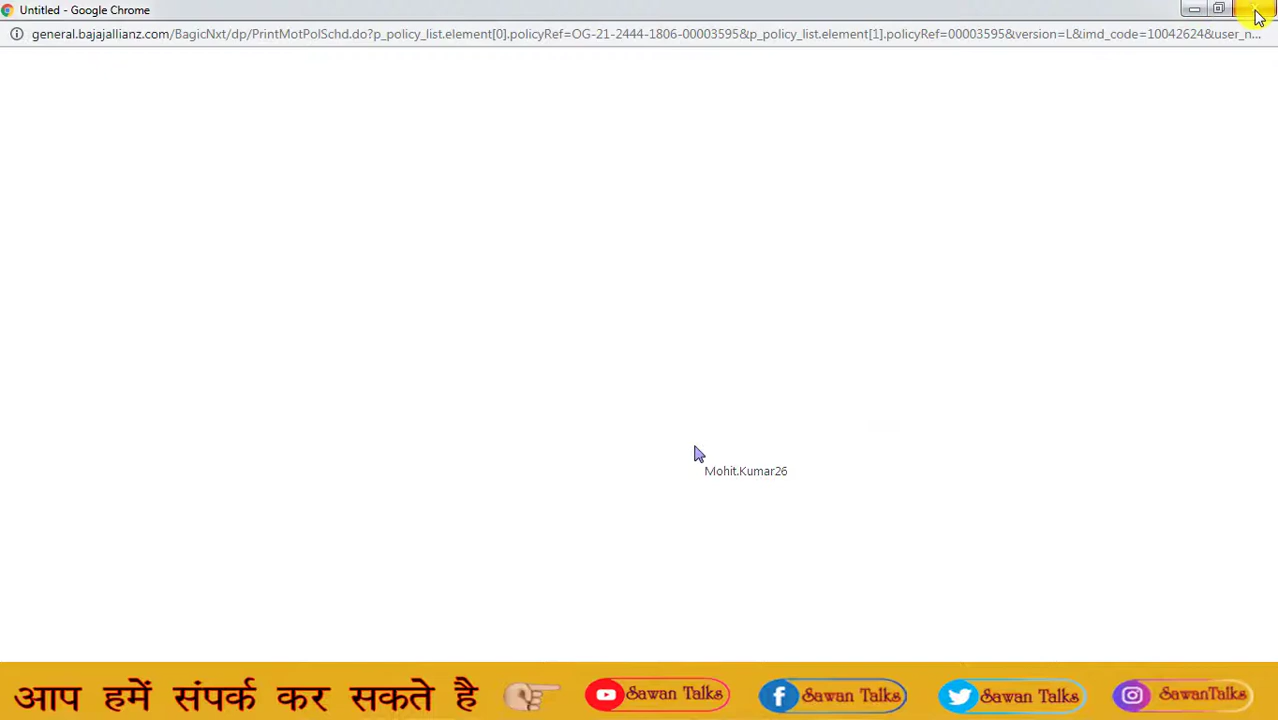 Untitled - Google Chrome
general.bajajallianz.com/BagicNxt/dp/PrintMotPolSchd.do?p_policy_list.element[0].policyRef=OG-21-2444-1806-00003595&p_policy_list.element[1].policyRef=00003595&version=L&imd_code=10042624&user_n...
Mohit.Kumar26
आप हमें संपर्क कर सकते है Sawan Talks Sawan Talks Sawan Talks SawanTalks